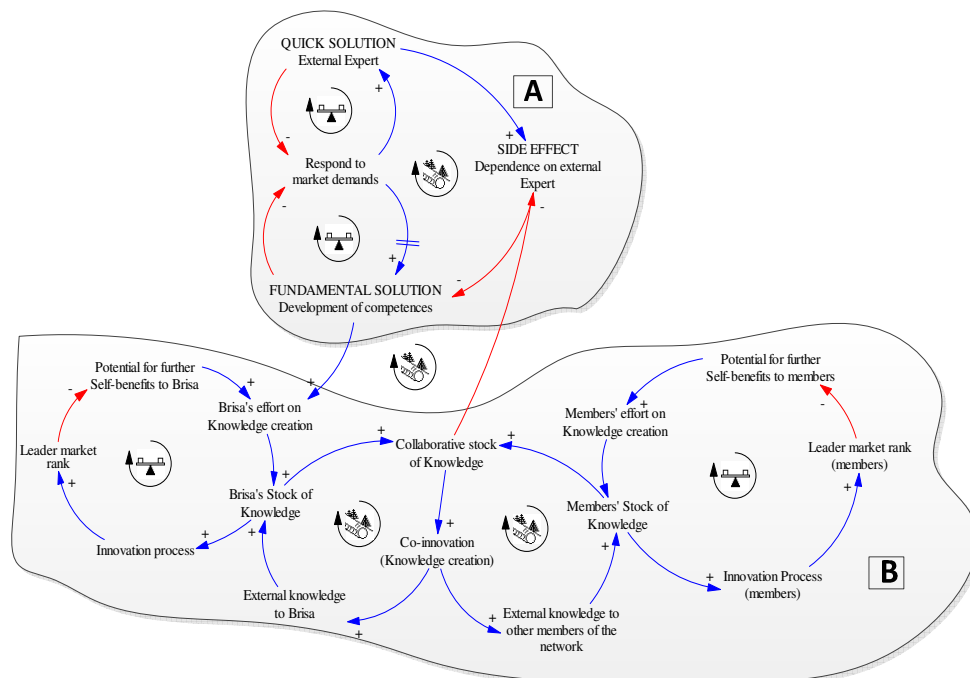 QUICK SOLUTION
External Expert
A
+
+
-
SIDE EFFECT
Dependence on external
Expert
Respond to
market demands
-
-
+
-
FUNDAMENTAL SOLUTION
Development of competences
Potential for further
Self-benefits to Brisa
-
+
+
Brisa's effort on
Knowledge creation
Leader market
rank
+
+
+
Brisa's Stock of
Knowledge
+
+
Innovation process
External knowledge
to Brisa
+
Collaborative stock
of Knowledge
+
+
Co-innovation
(Knowledge creation)
+
External knowledge to
other members of the
network
+
Potential for further
Self-benefits to members
-
+
Members' effort on
Knowledge creation
+
Leader market rank
(members)
+
Members' Stock of
Knowledge
+
Innovation Process
(members)
B